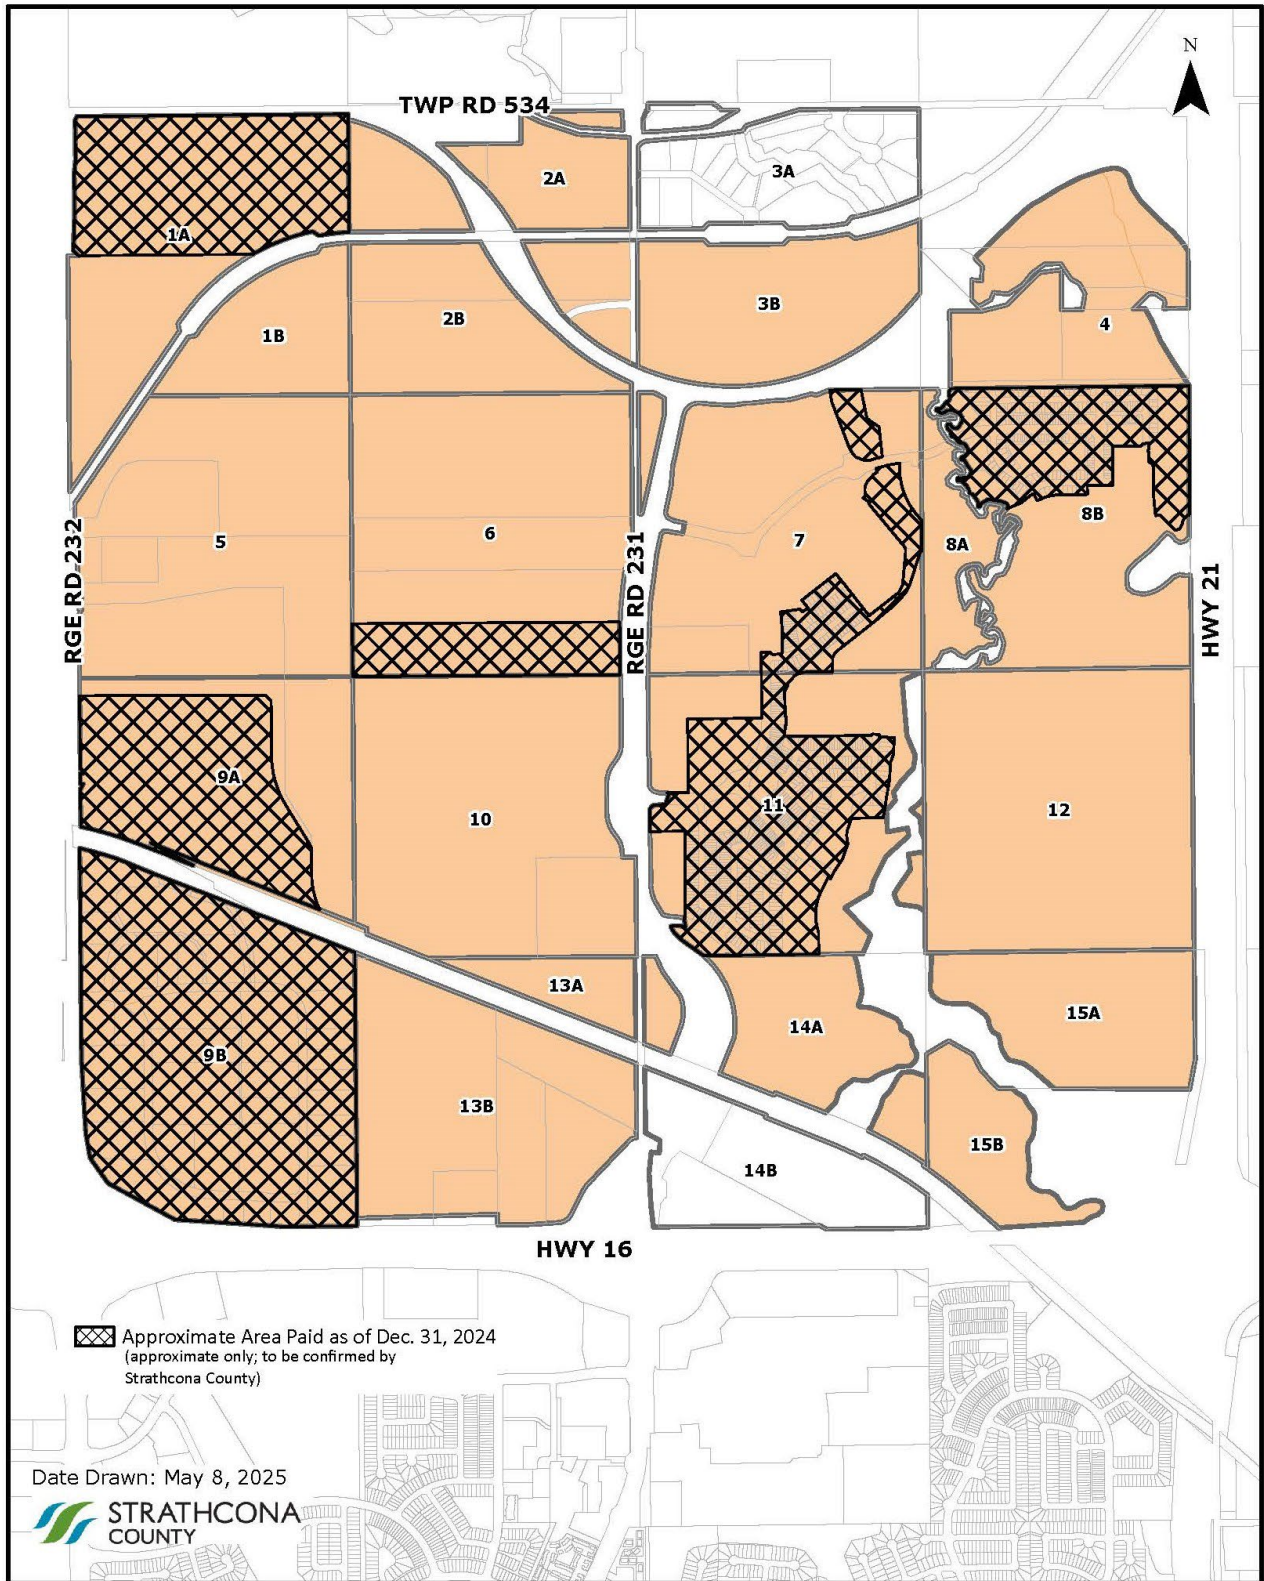 N
TWP RD 534
3A
2A
1A
3B
2B
4
1B
8B
6
7
5
8A
RGE RD 232
RGE RD 231
HWY 21
9A
11
12
10
13A
15A
14A
9B
13B
15B
14B
HWY 16
Approximate Area Paid as of Dec. 31, 2024
(approximate only; to be confirmed by
Strathcona County)
Date Drawn: May 8, 2025
STRATHCONA
COUNTY